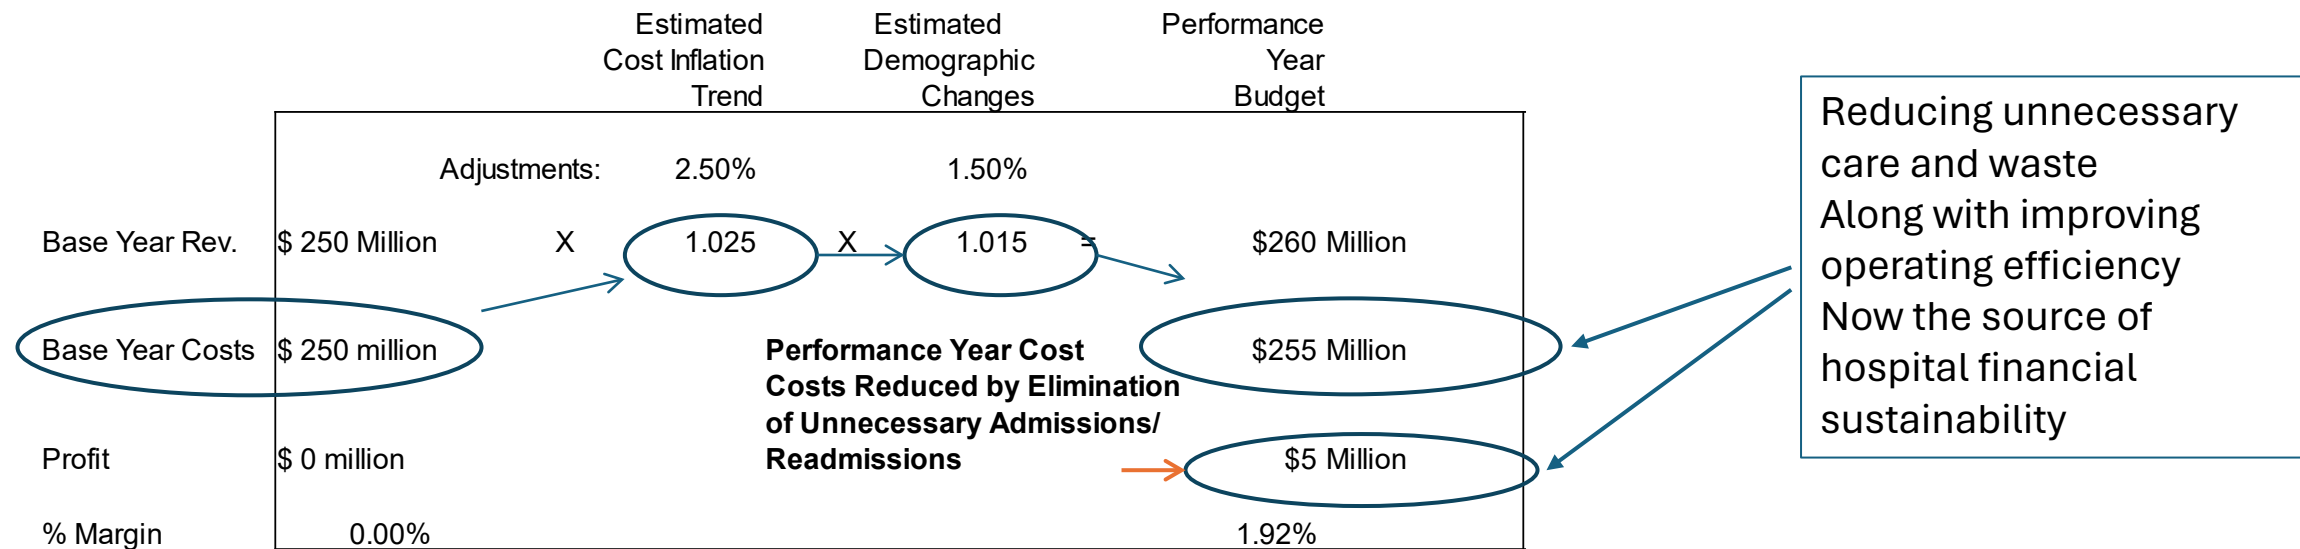 Estimated Estimated Performance
Cost Inflation Demographic Year
Trend Changes Budget
Adjustments: 2.50% 1.50%
Base Year Rev. $ 250 Million X 1.025 X 1.015 = $260 Million
Base Year Costs $ 250 million $255 Million
Performance Year Cost
Costs Reduced by Elimination
of Unnecessary Admissions/
Readmissions
Profit $ 0 million $5 Million
% Margin 0.00% 1.92%
Reducing unnecessary
care and waste
Along with improving
operating efficiency
Now the source of
hospital financial
sustainability